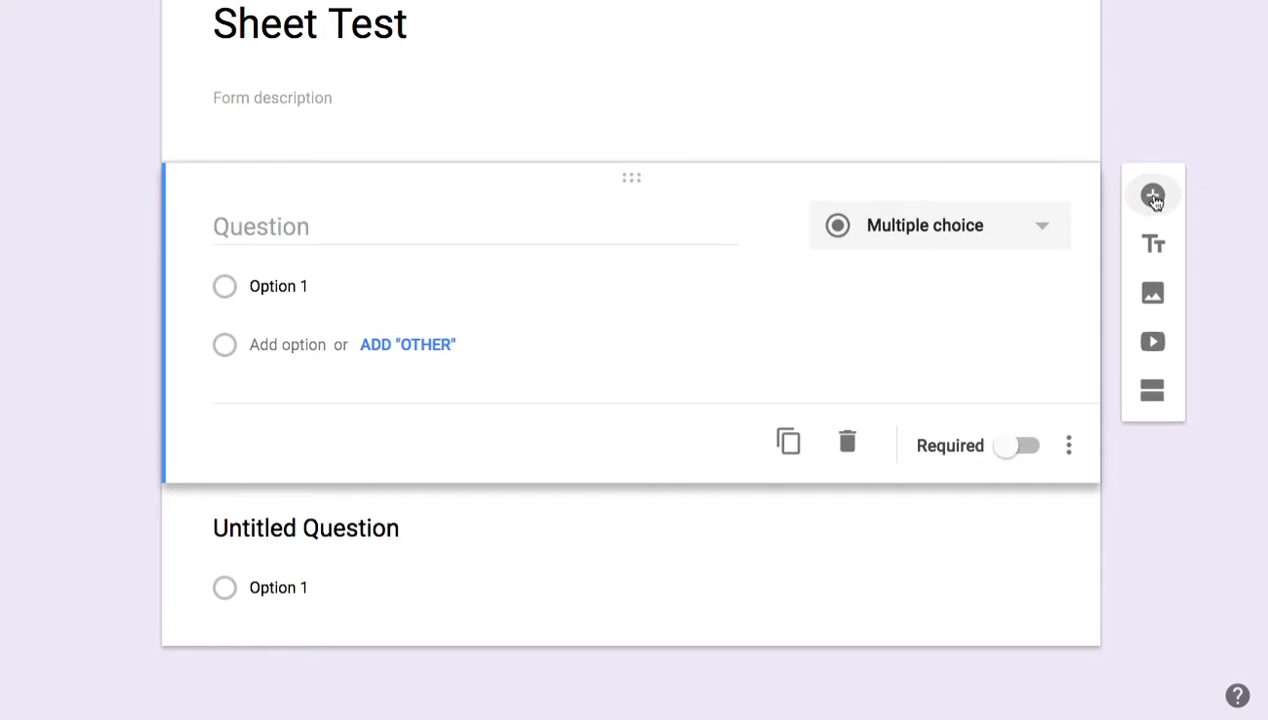 Sheet Test
Form description
Question
Multiple choice
Option 1
Add option or ADD "OTHER"
Required
Untitled Question
Option 1